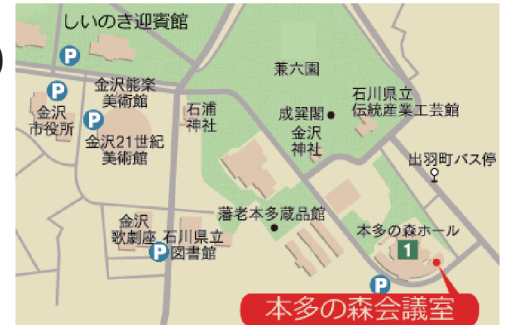 しいのき迎賓館
P
兼六園
P
金沢能楽
美術館
石川県立
伝統産業工芸館
石浦
神社
成巽閣
金沢
市役所
P
金沢
神社
金沢21世紀
美術館
出羽町バス停
藩老本多蔵品館
金沢
歌劇座
石川県立
図書館
P
本多の森ホール
1
P
本多の森会議室